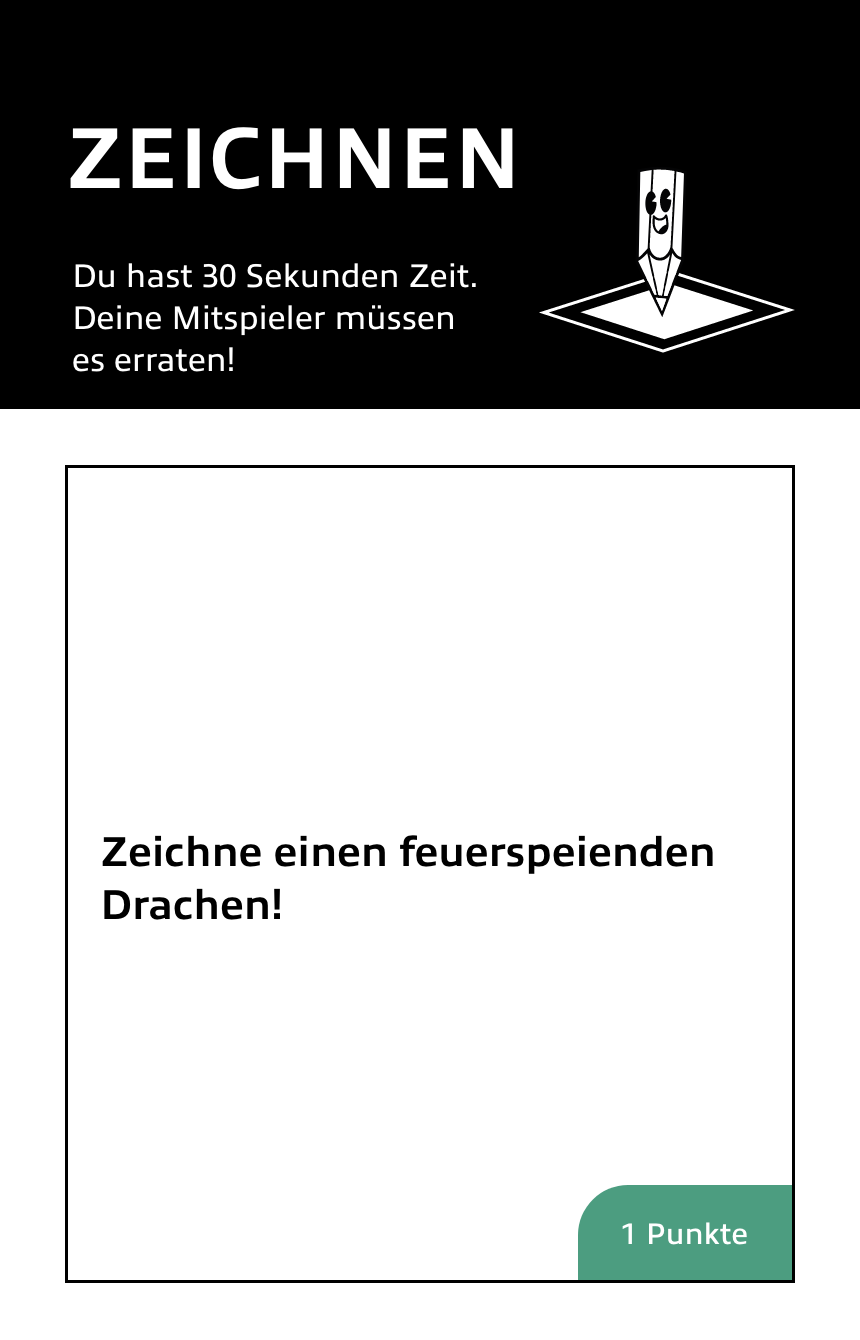 ZEICHNEN
Du hast 30 Sekunden Zeit.
Deine Mitspieler müssen
es erraten!
Zeichne einen feuerspeienden
Drachen!
1 Punkte